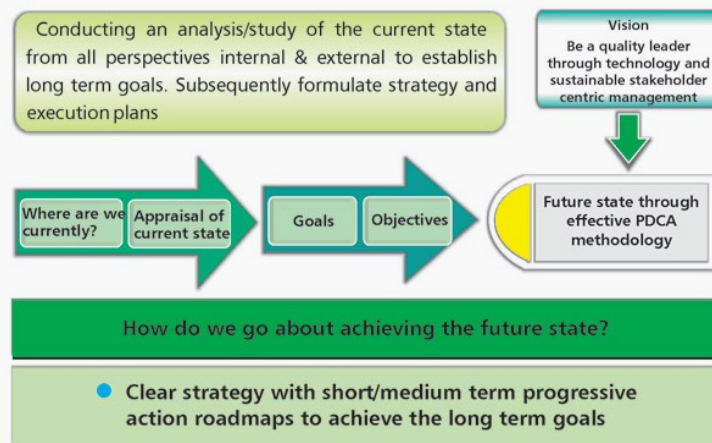 Conducting an analysis/study of the current state
from all perspectives internal & external to establish
long term goals. Subsequently formulate strategy and
execution plans
Vision
Be a quality leader
through technology and
sustainable stakeholder
centric management
Where are we
currently?
Appraisal of
current state
Goals
Objectives
Future state through
effective PDCA
methodology
How do we go about achieving the future state?
Clear strategy with short/medium term progressive
action roadmaps to achieve the long term goals